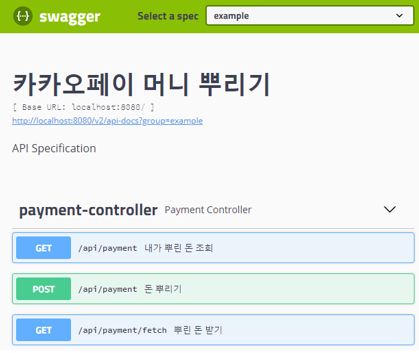 {···} swagger Select a spec example
카카오페이 머니 뿌리기
[ Base URL: localhost:8080/ ]
http://localhost:8080/v2/api-docs?group=example
API Specification
payment-controller Payment Controller
GET /api/payment 내가 뿌린 돈 조회
POST /api/payment 돈 뿌리기
GET /api/payment/fetch 뿌린 돈 받기